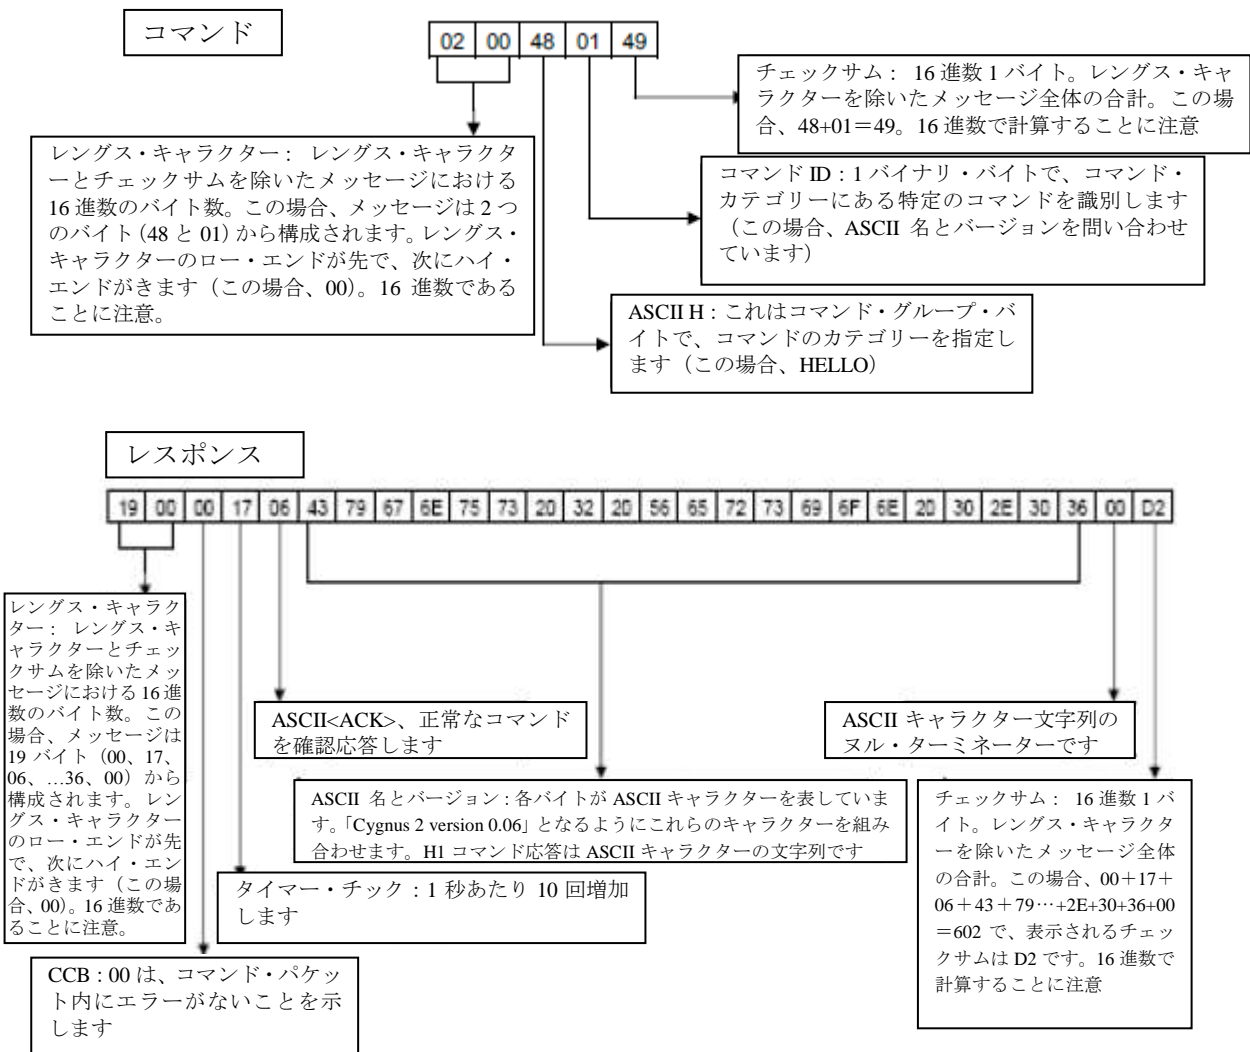 コマンド
02 00 48 01 49
チェックサム： 16 進数 1 バイト。レングス・キャ
ラクターを除いたメッセージ全体の合計。この場
合、48+01＝49。16 進数で計算することに注意
レングス・キャラクター： レングス・キャラクタ
ーとチェックサムを除いたメッセージにおける
16 進数のバイト数。この場合、メッセージは 2 つ
のバイト（48 と 01）から構成されます。レングス・
キャラクターのロー・エンドが先で、次にハイ・
エンドがきます（この場合、00）。16 進数である
ことに注意。
コマンド ID：1 バイナリ・バイトで、コマンド・
カテゴリーにある特定のコマンドを識別します
（この場合、ASCII 名とバージョンを問い合わせ
ています）
ASCII H：これはコマンド・グループ・バ
イトで、コマンドのカテゴリーを指定し
ます（この場合、HELLO）
レスポンス
19 00 00 17 06 43 79 67 6E 75 73 20 32 20 56 65 72 73 69 6F 6E 20 30 2E 30 36 00 D2
レングス・キャラク
ター： レングス・キ
ャラクターとチェッ
クサムを除いたメッ
セージにおける 16 進
数のバイト数。この
場合、メッセージは
19 バイト（00、17、
06、…36、00）から
構成されます。レン
グス・キャラクター
のロー・エンドが先
で、次にハイ・エン
ドがきます（この場
合、00）。16 進数であ
ることに注意。
ASCII<ACK>、正常なコマンド
を確認応答します
ASCII キャラクター文字列の
ヌル・ターミネーターです
ASCII 名とバージョン：各バイトが ASCII キャラクターを表していま
す。「Cygnus 2 version 0.06」となるようにこれらのキャラクターを組み
合わせます。H1 コマンド応答は ASCII キャラクターの文字列です
チェックサム： 16 進数 1 バ
イト。レングス・キャラクタ
ーを除いたメッセージ全体
の合計。この場合、00＋17＋
06＋43＋79…+2E+30+36+00
＝602 で、表示されるチェッ
クサムは D2 です。16 進数で
計算することに注意
タイマー・チック：1 秒あたり 10 回増加
します
CCB：00 は、コマンド・パケッ
ト内にエラーがないことを示
します